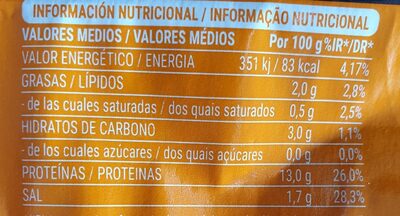 INFORMACIÓN NUTRICIONAL / INFORMAÇÃO NUTRICIONAL
VALORES MEDIOS / VALORES MÉDIOS Por 100 g %IR*/DR*
VALOR ENERGÉTICO / ENERGIA 351 kj / 83 kcal 4,17%
GRASAS / LÍPIDOS 2,0 g 2,8%
- de las cuales saturadas / dos quais saturados 0,5 g 2,5%
HIDRATOS DE CARBONO 3,0 g 1,1%
- de los cuales azúcares / dos quais açúcares 0,0 g 0,0%
PROTEÍNAS / PROTEINAS 13,0 g 26,0%
SAL 1,7 g 28,3%